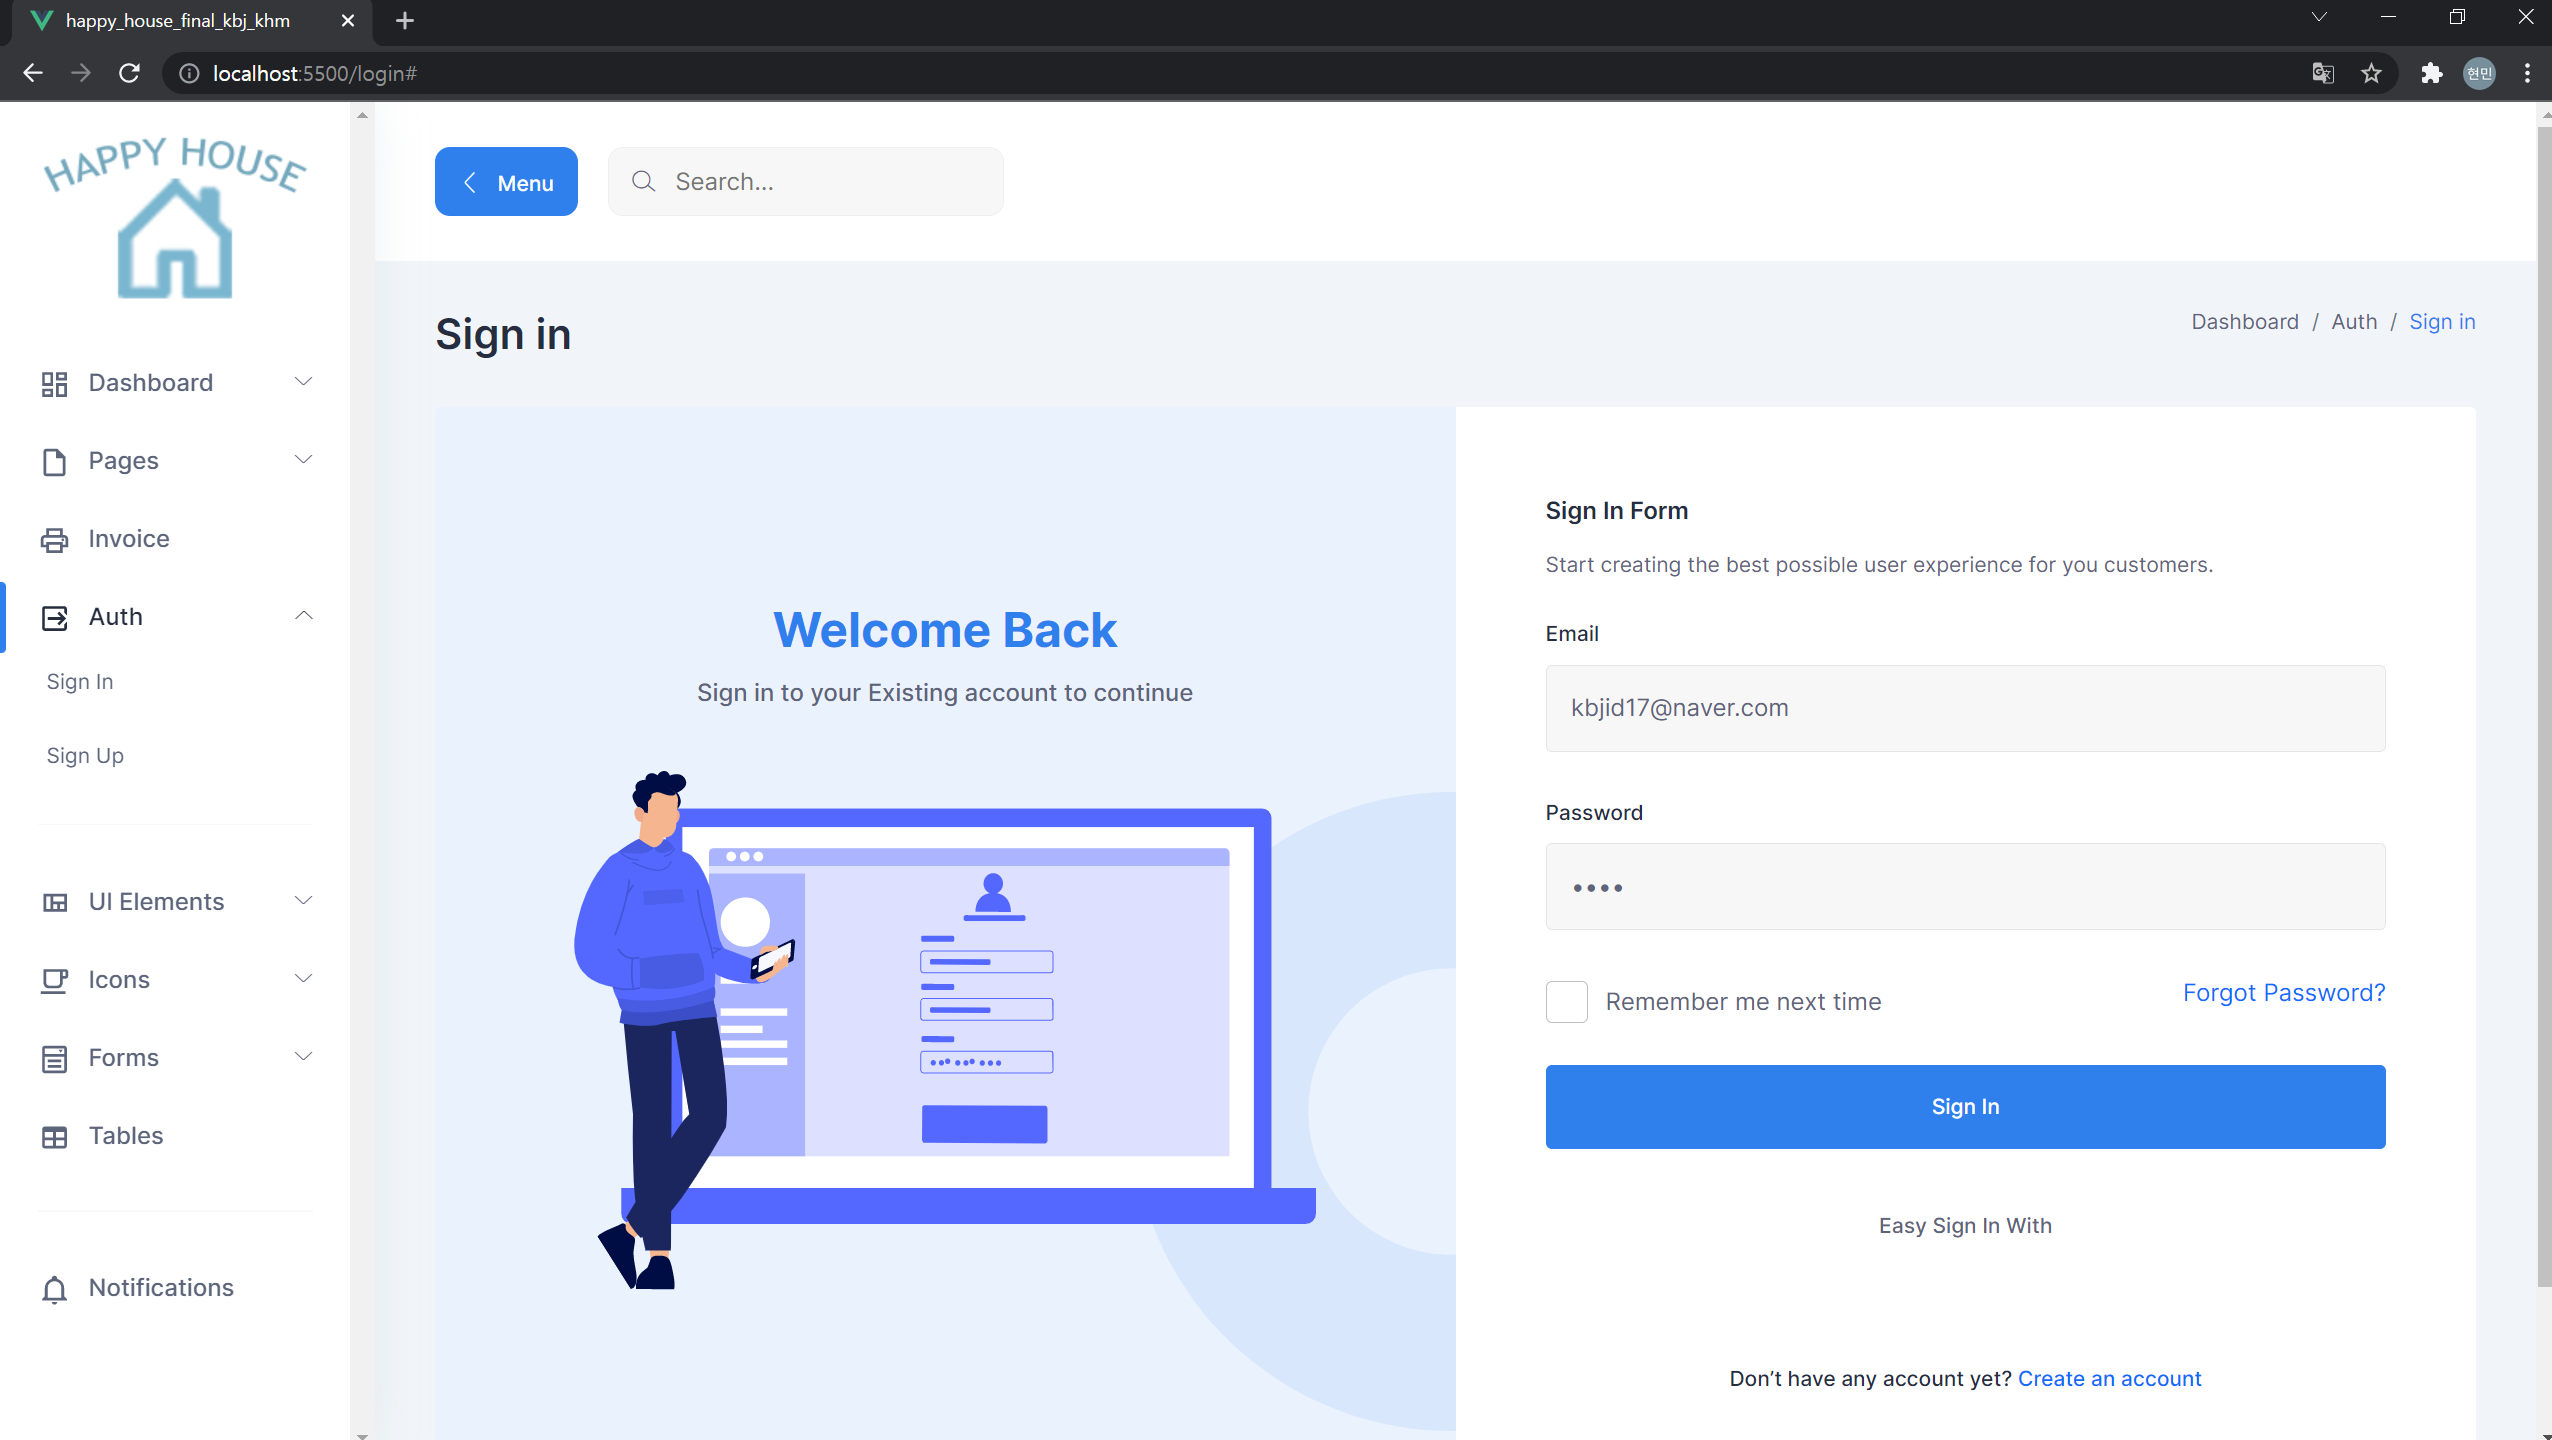 happy_house_final_kbj_khm
localhost:5500/login#
현민
HAPPY HOUSE
Menu
Search...
Sign in
Dashboard / Auth / Sign in
Dashboard
Pages
Invoice
Auth
Sign In
Sign Up
UI Elements
Icons
Forms
Tables
Notifications
Welcome Back
Sign in to your Existing account to continue
Sign In Form
Start creating the best possible user experience for you customers.
Email
kbjid17@naver.com
Password
••••
Remember me next time
Forgot Password?
Sign In
Easy Sign In With
Don’t have any account yet? Create an account